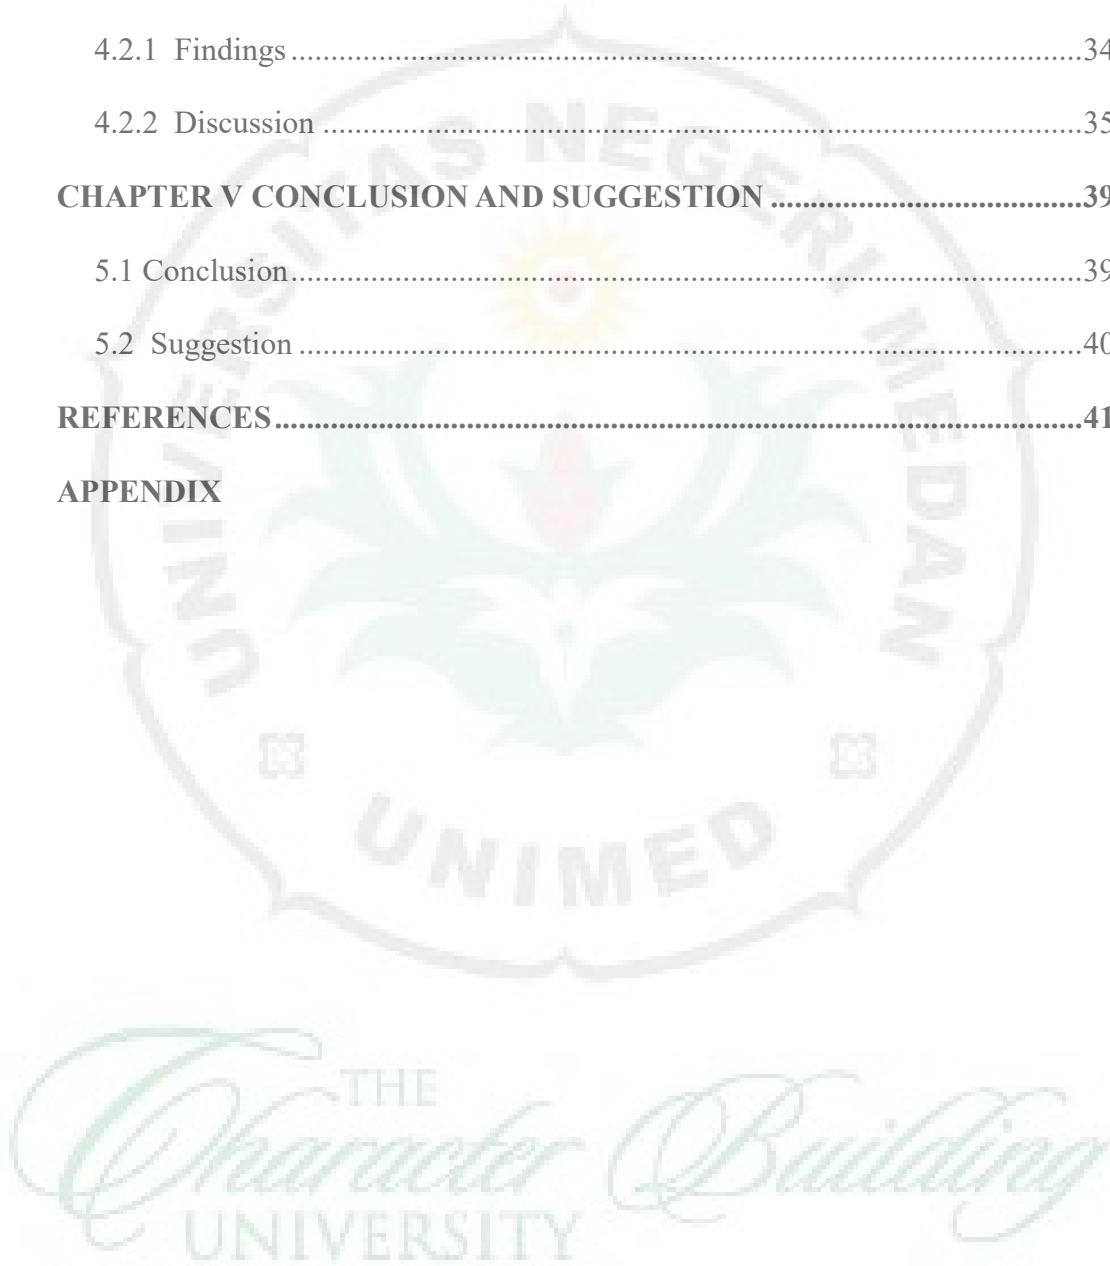 4.2.1 Findings ..........34
4.2.2 Discussion ..........35
CHAPTER V CONCLUSION AND SUGGESTION ..........39
5.1 Conclusion ..........39
5.2 Suggestion ..........40
REFERENCES ..........41
APPENDIX
UNIVERSITAS NEGERI MEDAN
UNIMED
THE
Character Building
UNIVERSITY